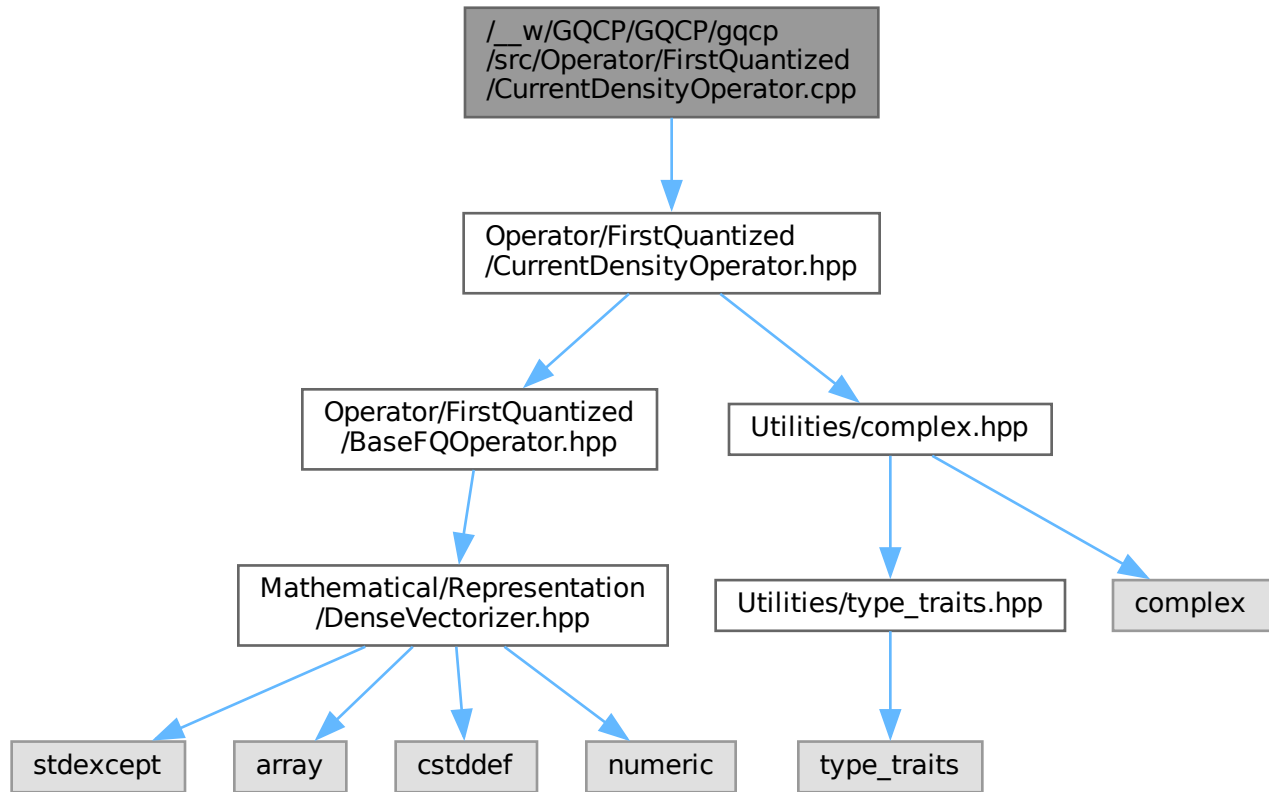 /__w/GQCP/GQCP/gqcp
/src/Operator/FirstQuantized
/CurrentDensityOperator.cpp
Operator/FirstQuantized
/CurrentDensityOperator.hpp
Operator/FirstQuantized
/BaseFQOperator.hpp
Utilities/complex.hpp
Mathematical/Representation
/DenseVectorizer.hpp
Utilities/type_traits.hpp
complex
stdexcept
array
cstddef
numeric
type_traits